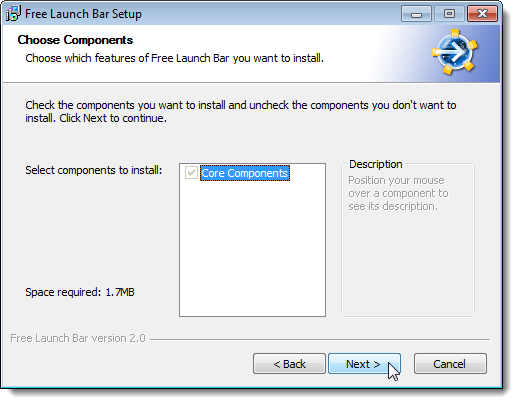 Free Launch Bar Setup
Choose Components
Choose which features of Free Launch Bar you want to install.
Check the components you want to install and uncheck the components you don't want to
install. Click Next to continue.
Select components to install:
Core Components
Description
Position your mouse
over a component to
see its description.
Space required: 1.7MB
Free Launch Bar version 2.0
< Back
Next >
Cancel